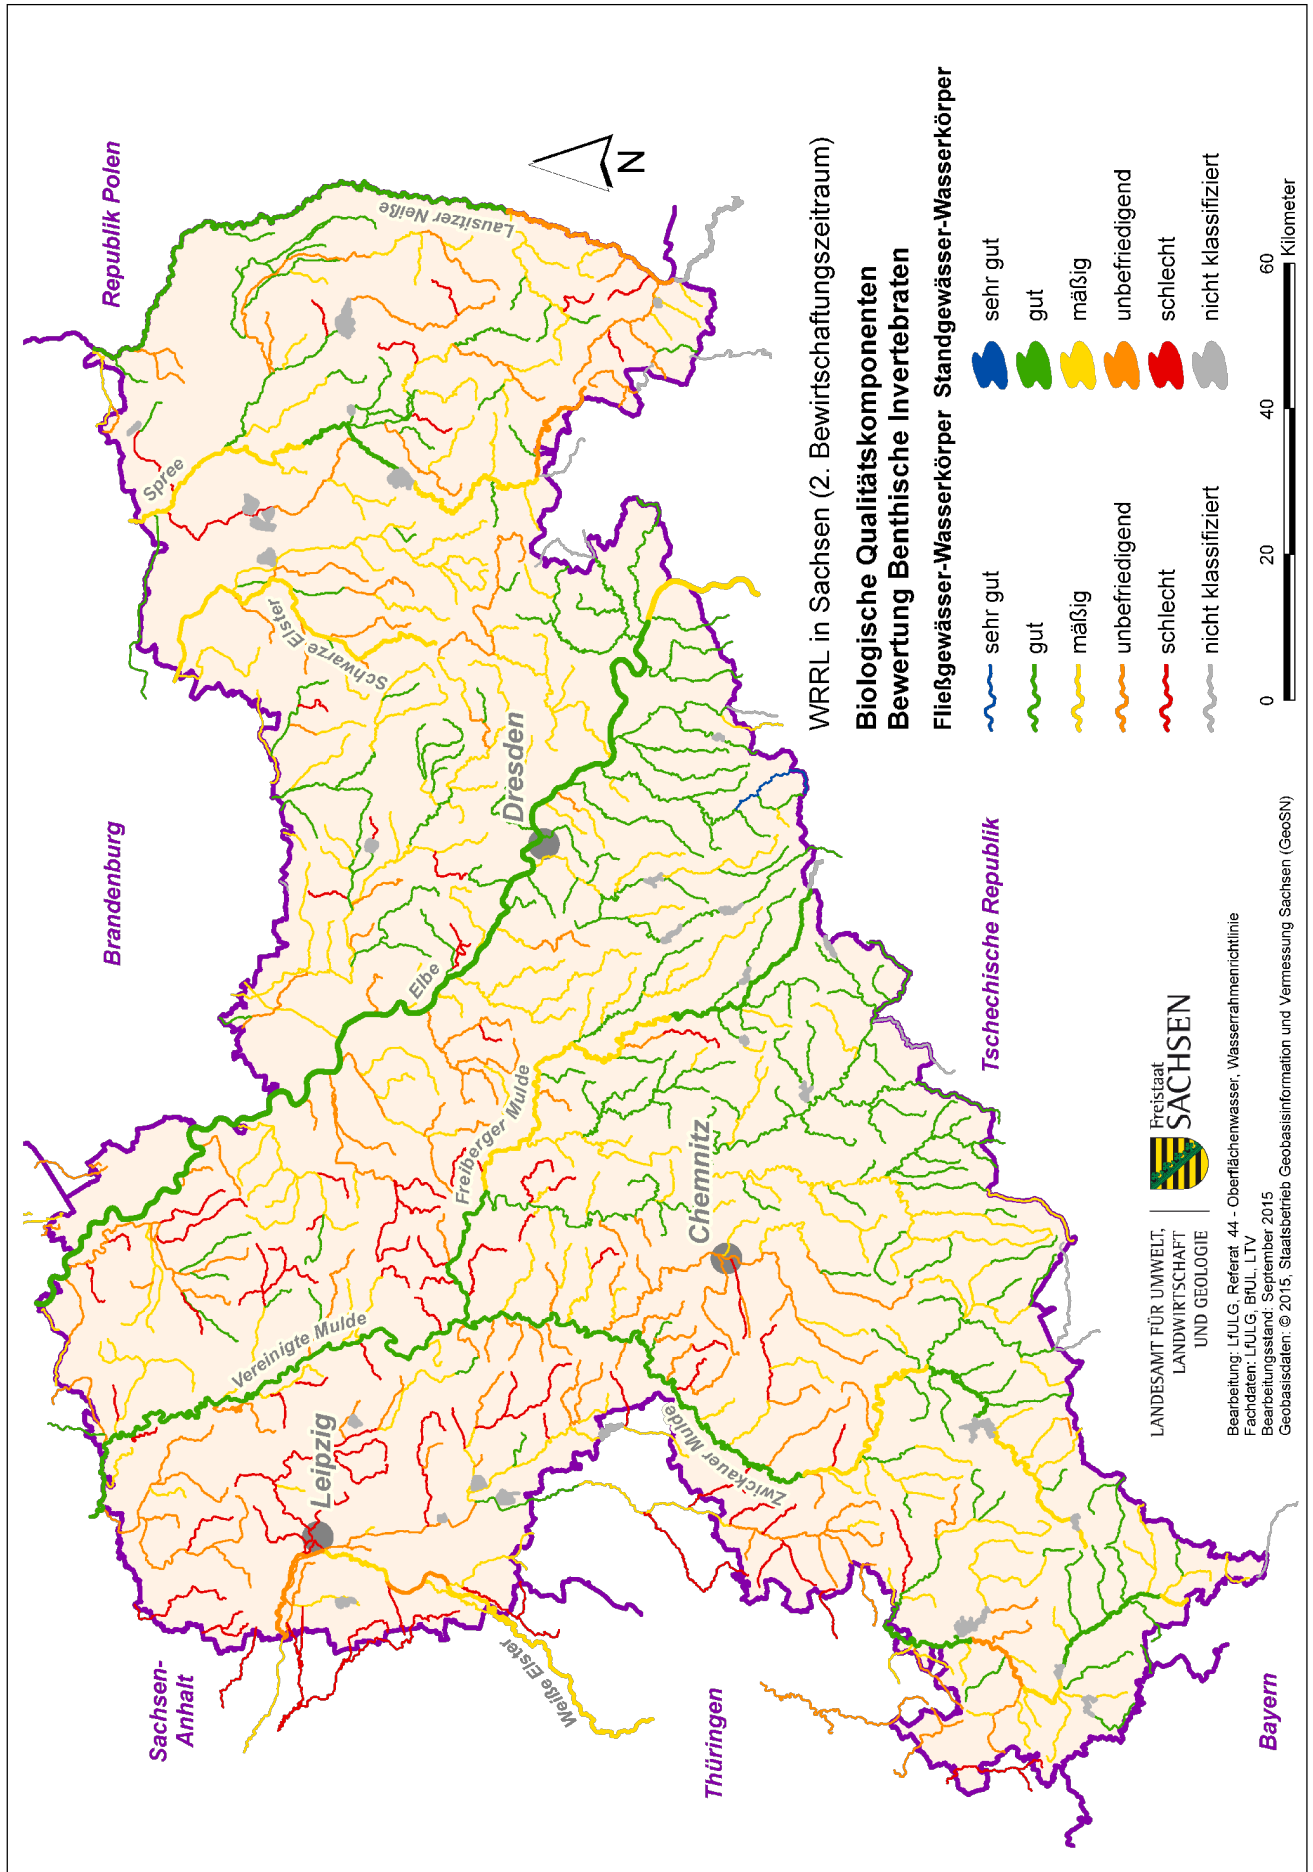 Republik Polen
Brandenburg
Sachsen-
Anhalt
Thüringen
Bayern
Tschechische Republik
Spree
Lausitzer Neiße
Schwarze Elster
Elbe
Dresden
Freiberger Mulde
Chemnitz
Vereinigte Mulde
Leipzig
Zwickauer Mulde
Weiße Elster
N
WRRL in Sachsen (2. Bewirtschaftungszeitraum)
Biologische Qualitätskomponenten
Bewertung Benthische Invertebraten
Fließgewässer-Wasserkörper Standgewässer-Wasserkörper
sehr gut sehr gut
gut gut
mäßig mäßig
unbefriedigend unbefriedigend
schlecht schlecht
nicht klassifiziert nicht klassifiziert
0 20 40 60
Kilometer
LANDESAMT FÜR UMWELT,
LANDWIRTSCHAFT
UND GEOLOGIE
Freistaat
SACHSEN
Bearbeitung: LfULG, Referat 44 - Oberflächenwasser, Wasserrahmenrichtlinie
Fachdaten: LfULG, BfUL, LTV
Bearbeitungsstand: September 2015
Geobasisdaten: © 2015, Staatsbetrieb Geobasisinformation und Vermessung Sachsen (GeoSN)